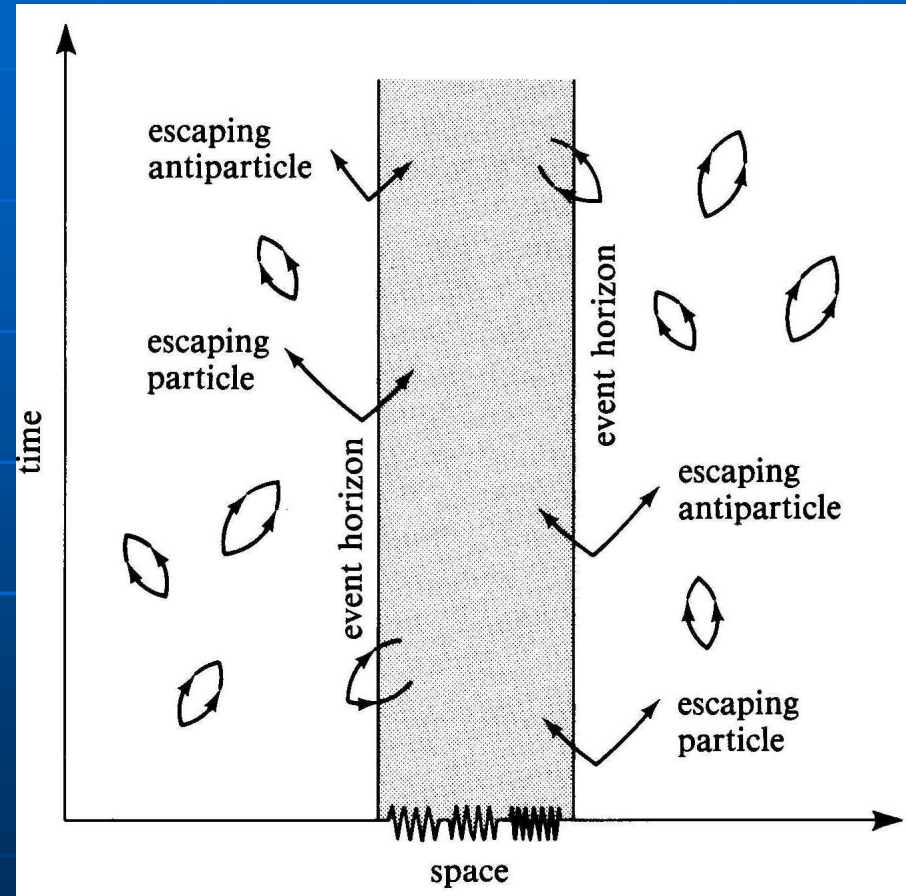 escaping
antiparticle
escaping
particle
time
event horizon
event horizon
escaping
antiparticle
escaping
particle
space